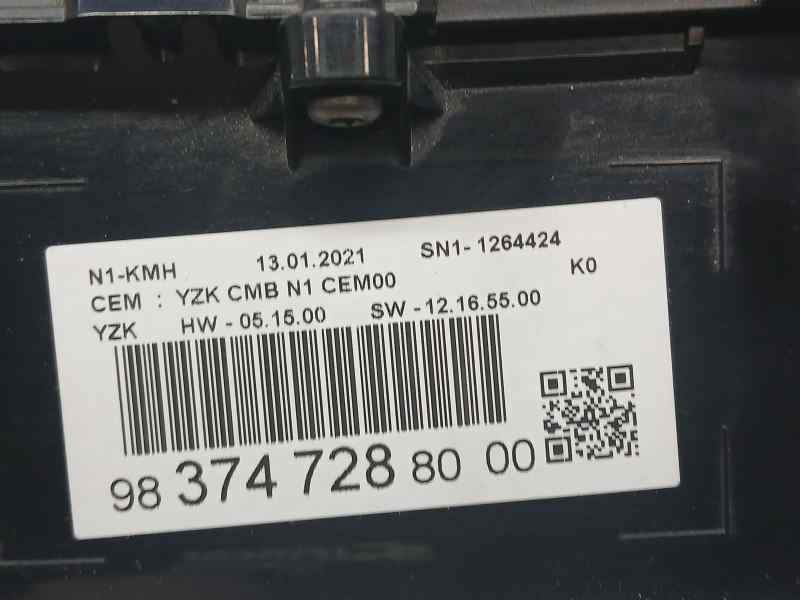 N1-KMH 13.01.2021 SN1- 1264424
CEM : YZK CMB N1 CEM00 K0
YZK HW - 05.15.00 SW - 12.16.55.00
98 374 728 80 00